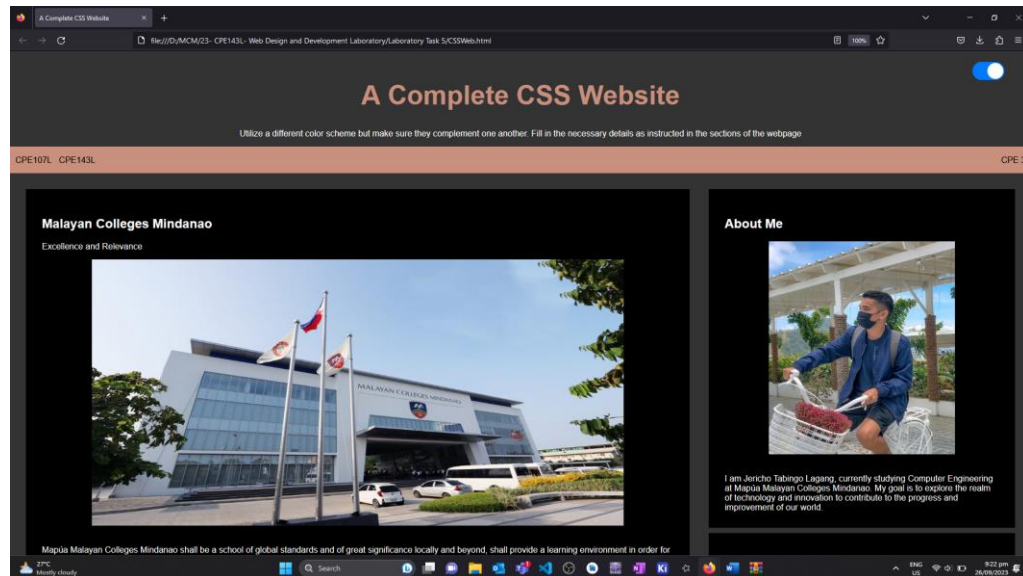 A Complete CSS Website
file:///D:/MCM/23- CPE143L- Web Design and Development Laboratory/Laboratory Task 5/CSSWeb.html
100%
A Complete CSS Website
Utilize a different color scheme but make sure they complement one another. Fill in the necessary details as instructed in the sections of the webpage
CPE107L CPE143L
CPE
Malayan Colleges Mindanao
Excellence and Relevance
MALAYAN COLLEGES MINDANAO
Mapúa Malayan Colleges Mindanao shall be a school of global standards and of great significance locally and beyond, shall provide a learning environment in order for
About Me
I am Jericho Tabingo Lagang, currently studying Computer Engineering
at Mapúa Malayan Colleges Mindanao. My goal is to explore the realm
of technology and innovation to contribute to the progress and
improvement of our world.
27°C
Mostly cloudy
Search
ENG
US
9:22 pm
26/09/2023